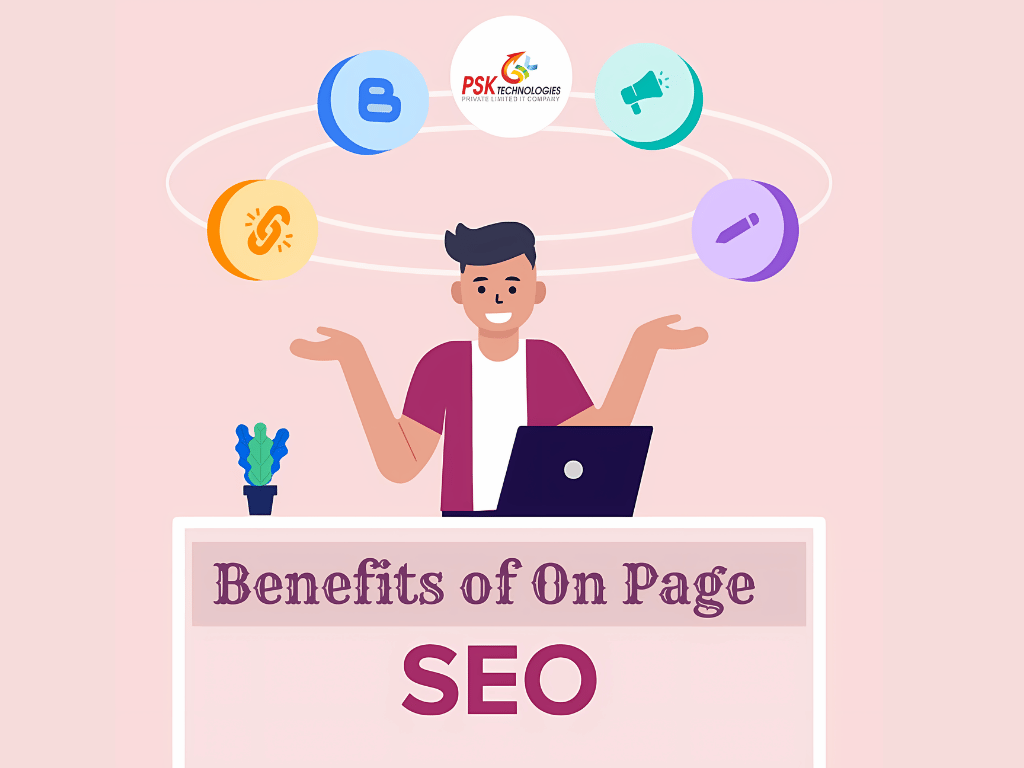 PSK
TECHNOLOGIES
PRIVATE LIMITED IT COMPANY
Benefits of On Page
SEO